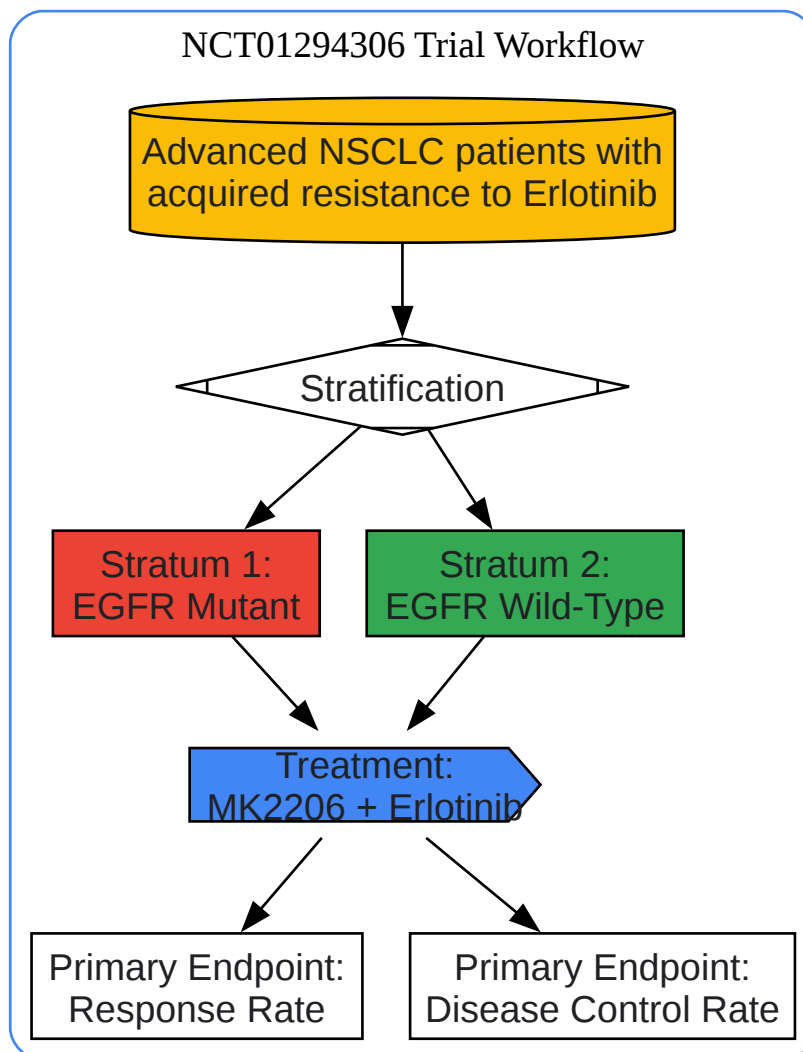 NCT01294306 Trial Workflow
Advanced NSCLC patients with
acquired resistance to Erlotinib
Stratification
Stratum 1:
EGFR Mutant
Stratum 2:
EGFR Wild-Type
Treatment:
MK2206 + Erlotinib
Primary Endpoint:
Response Rate
Primary Endpoint:
Disease Control Rate